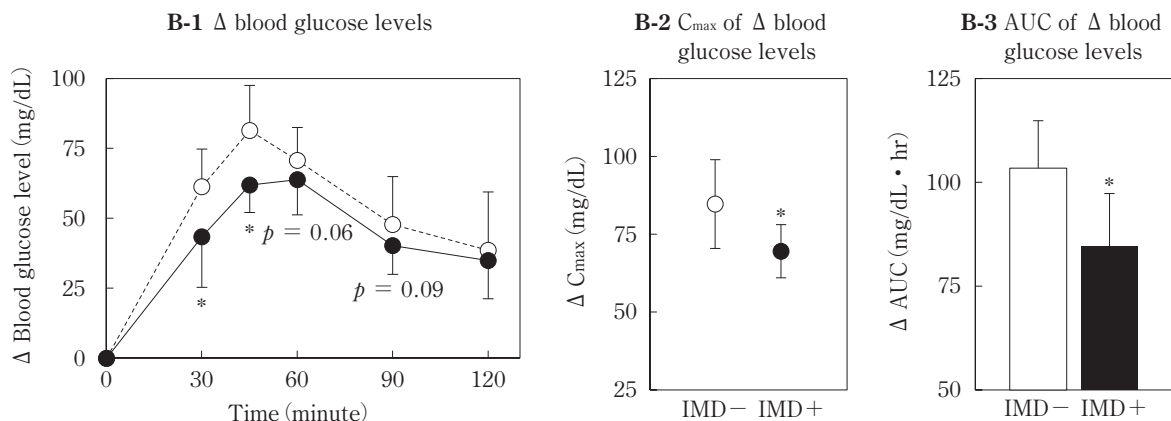 B-1 Δ blood glucose levels
Δ Blood glucose level (mg/dL)
100
75
50
25
0
0 30 60 90 120
Time (minute)
*
* p = 0.06
p = 0.09
B-2 Cmax of Δ blood
glucose levels
Δ Cmax (mg/dL)
125
100
75
50
25
*
IMD− IMD+
B-3 AUC of Δ blood
glucose levels
Δ AUC (mg/dL・hr)
125
100
75
50
*
IMD− IMD+